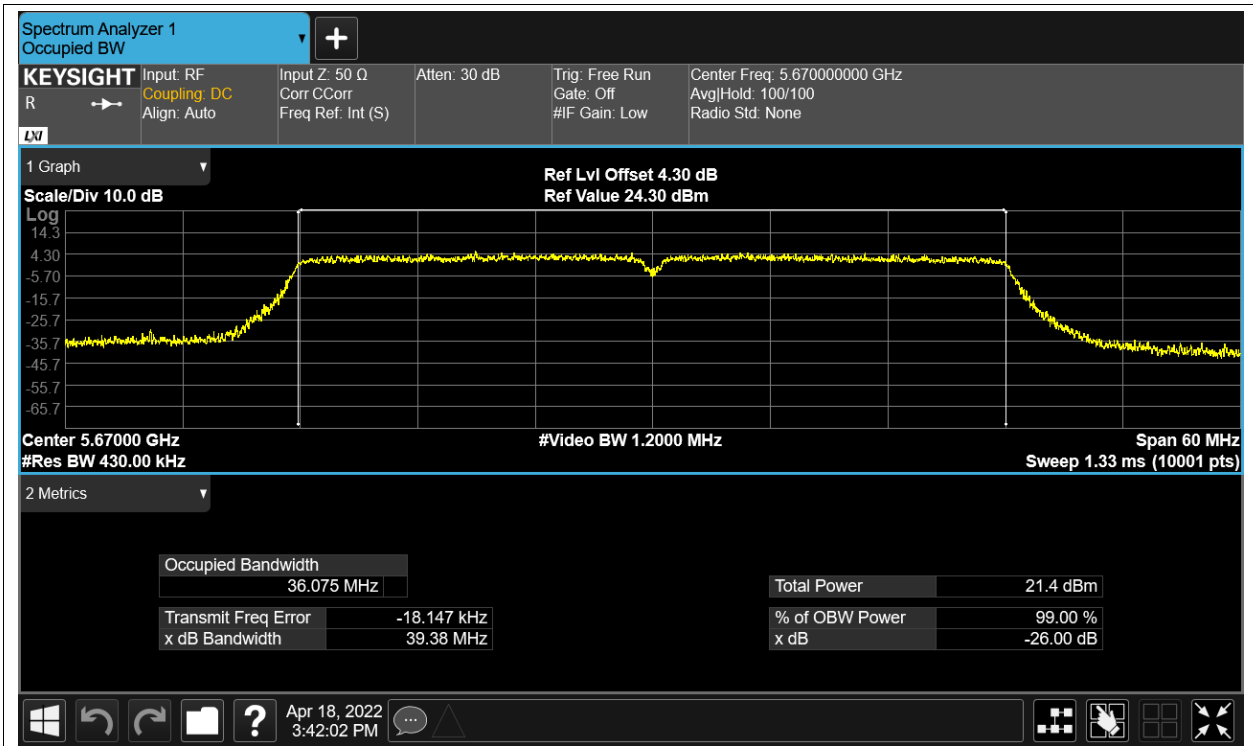 Spectrum Analyzer 1
Occupied BW
KEYSIGHT
R
LXI
Input: RF
Coupling: DC
Align: Auto
Input Z: 50 Ω
Corr CCorr
Freq Ref: Int (S)
Atten: 30 dB
Trig: Free Run
Gate: Off
#IF Gain: Low
Center Freq: 5.670000000 GHz
Avg|Hold: 100/100
Radio Std: None
1 Graph
Scale/Div 10.0 dB
Ref Lvl Offset 4.30 dB
Ref Value 24.30 dBm
Log
14.3
4.30
-5.70
-15.7
-25.7
-35.7
-45.7
-55.7
-65.7
Center 5.67000 GHz
#Video BW 1.2000 MHz
Span 60 MHz
#Res BW 430.00 kHz
Sweep 1.33 ms (10001 pts)
2 Metrics
Occupied Bandwidth
36.075 MHz
Transmit Freq Error -18.147 kHz
x dB Bandwidth 39.38 MHz
Total Power 21.4 dBm
% of OBW Power 99.00 %
x dB -26.00 dB
?
Apr 18, 2022
3:42:02 PM